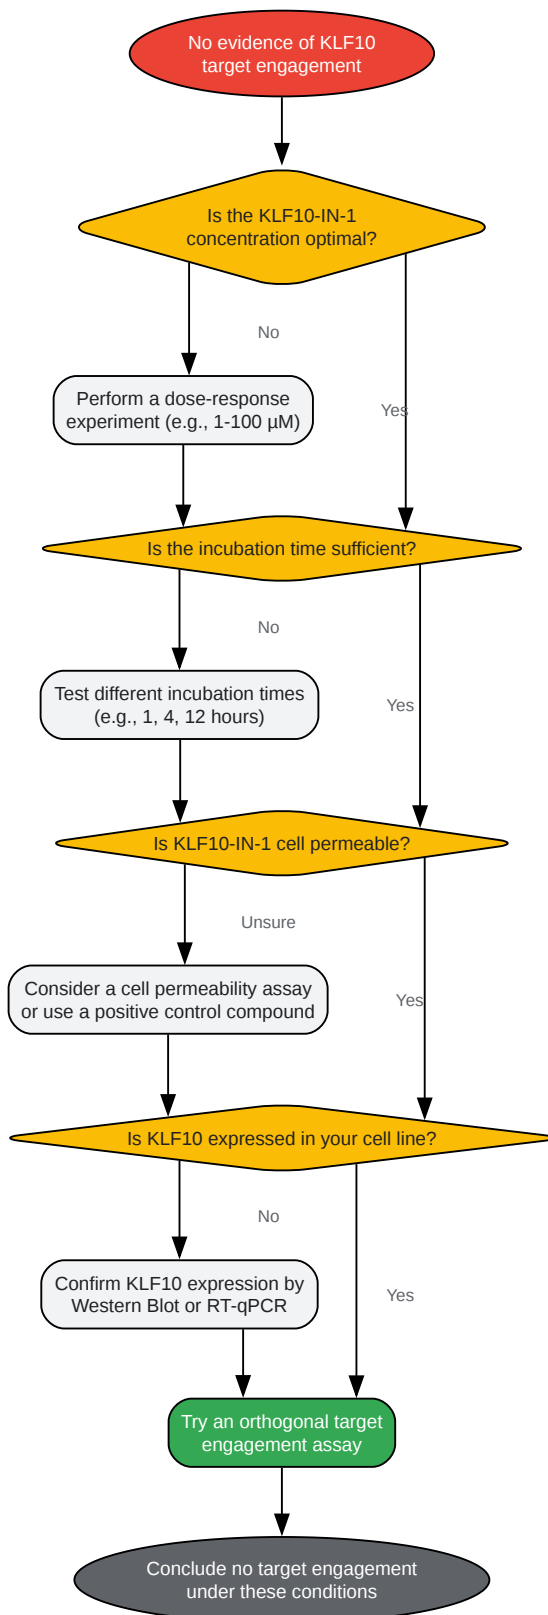 No evidence of KLF10
target engagement
Is the KLF10-IN-1
concentration optimal?
No
Perform a dose-response
experiment (e.g., 1-100 µM)
Yes
Is the incubation time sufficient?
No
Test different incubation times
(e.g., 1, 4, 12 hours)
Yes
Is KLF10-IN-1 cell permeable?
Unsure
Consider a cell permeability assay
or use a positive control compound
Yes
Is KLF10 expressed in your cell line?
No
Confirm KLF10 expression by
Western Blot or RT-qPCR
Yes
Try an orthogonal target
engagement assay
Conclude no target engagement
under these conditions